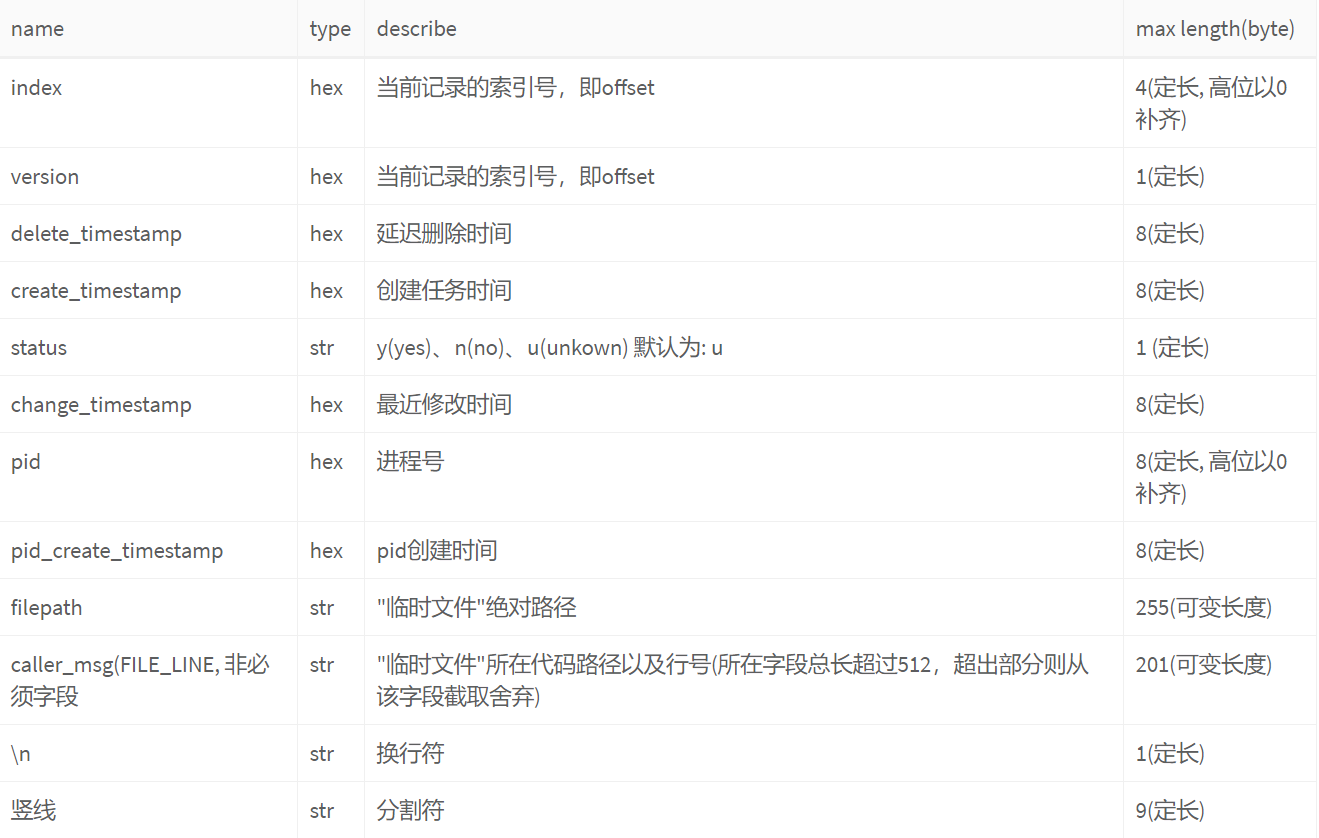 name type describe max length(byte)
index hex 当前记录的索引号，即offset 4(定长, 高位以0
补齐)
version hex 当前记录的索引号，即offset 1(定长)
delete_timestamp hex 延迟删除时间 8(定长)
create_timestamp hex 创建任务时间 8(定长)
status str y(yes)、n(no)、u(unkown) 默认为: u 1 (定长)
change_timestamp hex 最近修改时间 8(定长)
pid hex 进程号 8(定长, 高位以0
补齐)
pid_create_timestamp hex pid创建时间 8(定长)
filepath str "临时文件"绝对路径 255(可变长度)
caller_msg(FILE_LINE, 非必 str "临时文件"所在代码路径以及行号(所在字段总长超过512，超出部分则从 201(可变长度)
须字段 该字段截取舍弃)
\n str 换行符 1(定长)
竖线 str 分割符 9(定长)